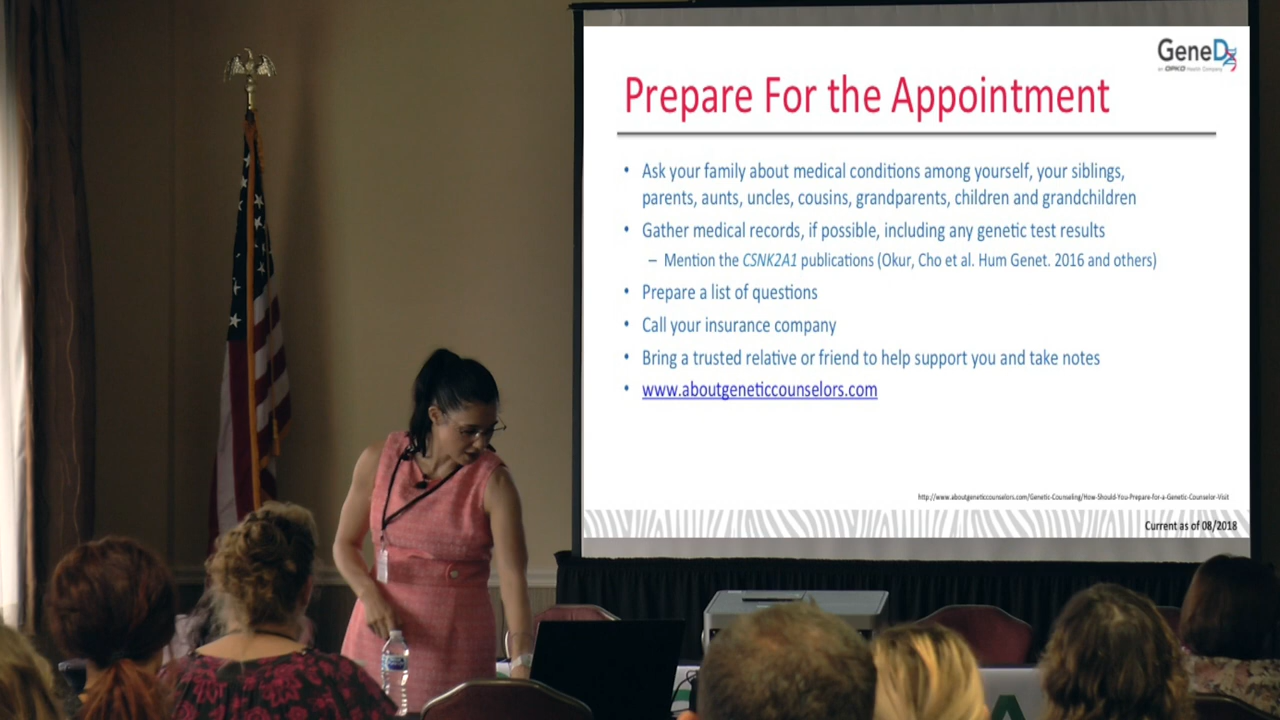 GeneDx
an OPKO Health Company
Prepare For the Appointment
• Ask your family about medical conditions among yourself, your siblings,
parents, aunts, uncles, cousins, grandparents, children and grandchildren
• Gather medical records, if possible, including any genetic test results
– Mention the CSNK2A1 publications (Okur, Cho et al. Hum Genet. 2016 and others)
• Prepare a list of questions
• Call your insurance company
• Bring a trusted relative or friend to help support you and take notes
• www.aboutgeneticcounselors.com
http://www.aboutgeneticcounselors.com/Genetic-Counseling/How-Should-You-Prepare-for-a-Genetic-Counselor-Visit
Current as of 08/2018
A